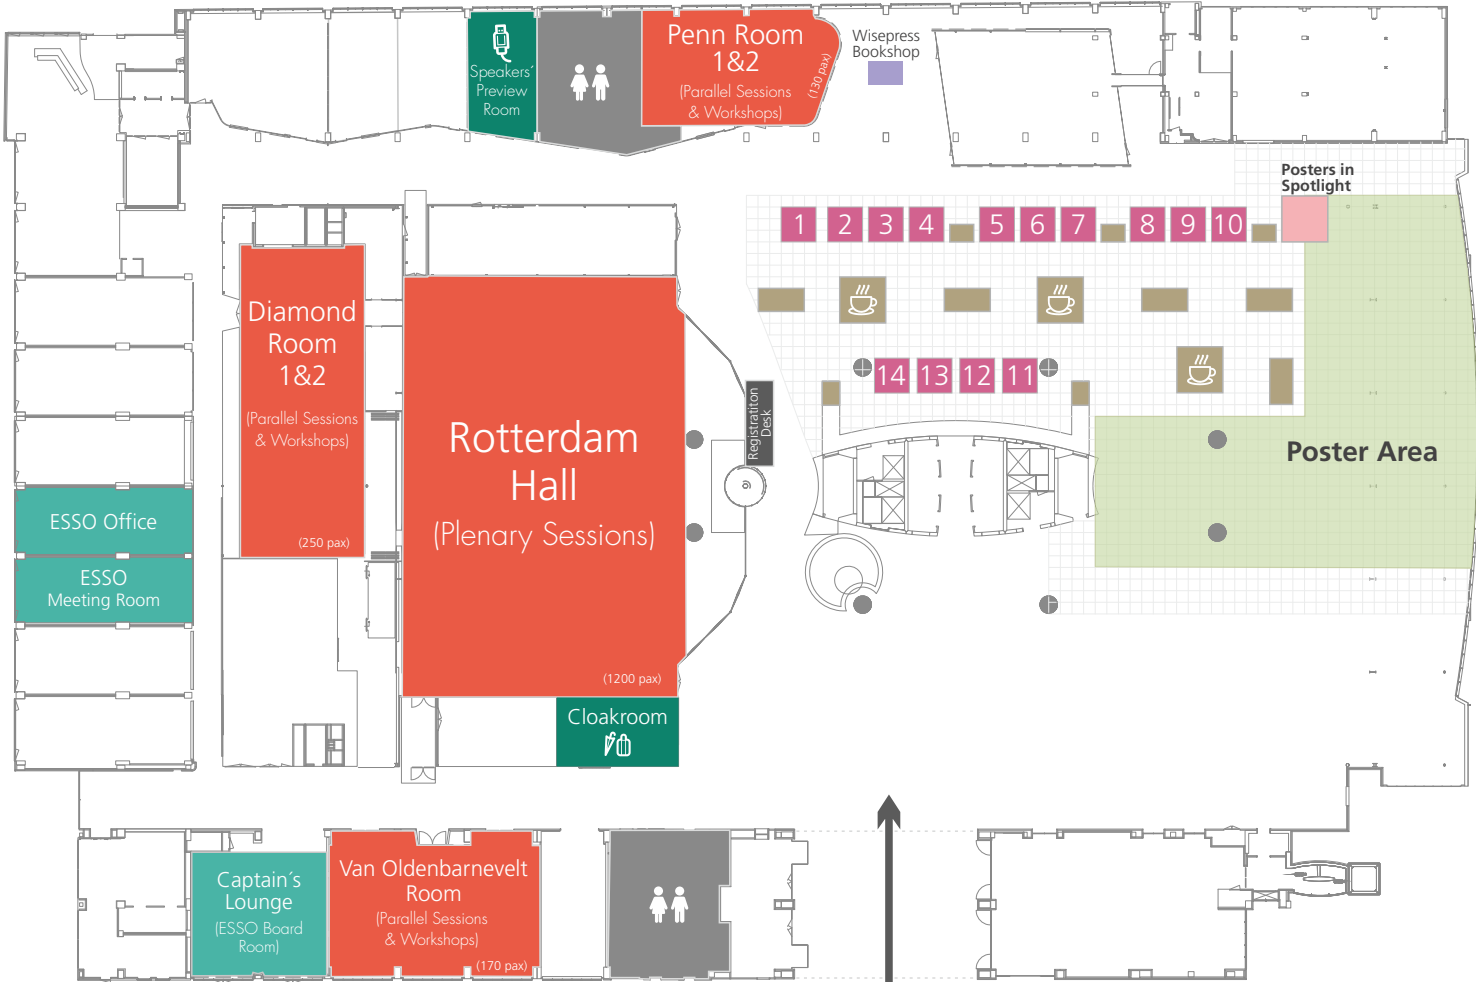 Speakers´
Preview
Room
Penn Room
1&2
(Parallel Sessions
& Workshops)
(130 pax)
Wisepress
Bookshop
Posters in
Spotlight
1 2 3 4 5 6 7 8 9 10
14 13 12 11
Poster Area
Diamond
Room
1&2
(Parallel Sessions
& Workshops)
(250 pax)
Rotterdam
Hall
(Plenary Sessions)
(1200 pax)
Registratiton
Desk
ESSO Office
ESSO
Meeting Room
Cloakroom
Captain´s
Lounge
(ESSO Board
Room)
Van Oldenbarnevelt
Room
(Parallel Sessions
& Workshops)
(170 pax)